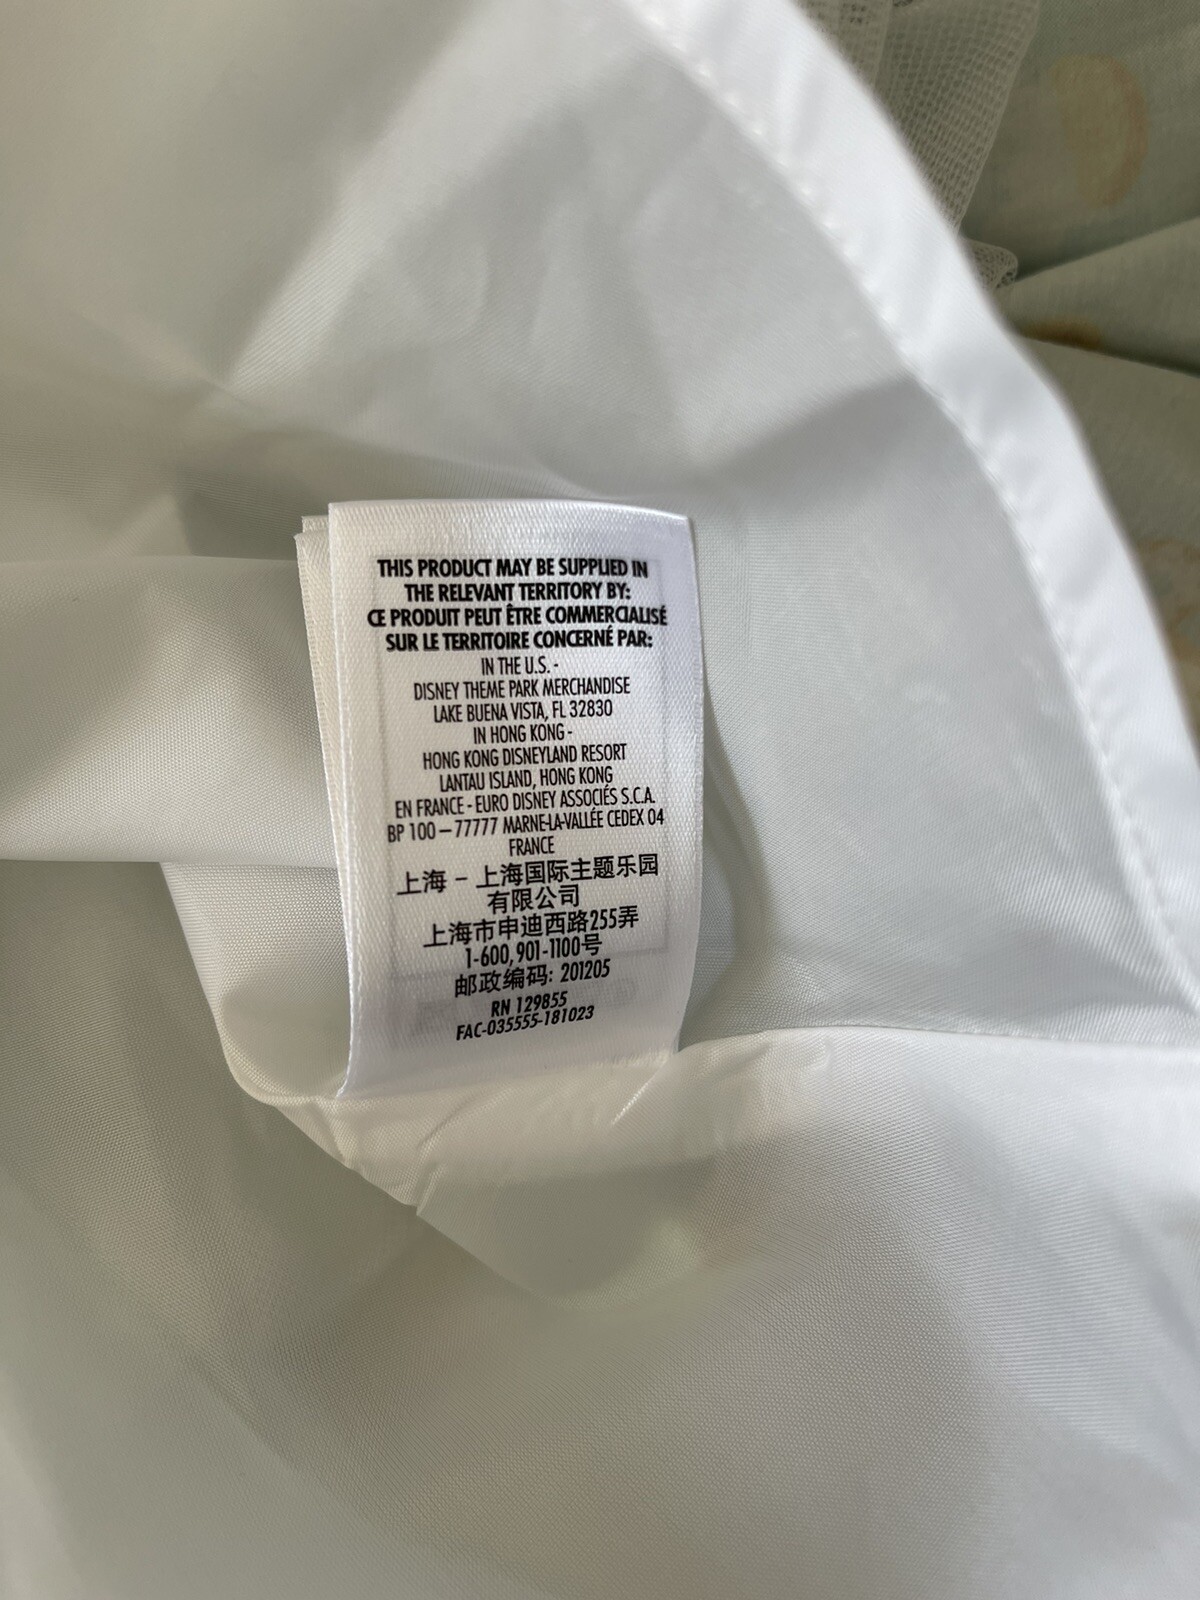 THIS PRODUCT MAY BE SUPPLIED IN
THE RELEVANT TERRITORY BY:
CE PRODUIT PEUT ÊTRE COMMERCIALISÉ
SUR LE TERRITOIRE CONCERNÉ PAR:
IN THE U.S. -
DISNEY THEME PARK MERCHANDISE
LAKE BUENA VISTA, FL 32830
IN HONG KONG -
HONG KONG DISNEYLAND RESORT
LANTAU ISLAND, HONG KONG
EN FRANCE - EURO DISNEY ASSOCIÉS S.C.A.
BP 100 – 77777 MARNE-LA-VALLÉE CEDEX 04
FRANCE
上海 – 上海国际主题乐园
有限公司
上海市申迪西路255弄
1-600,901-1100号
邮政编码: 201205
RN 129855
FAC-035555-181023